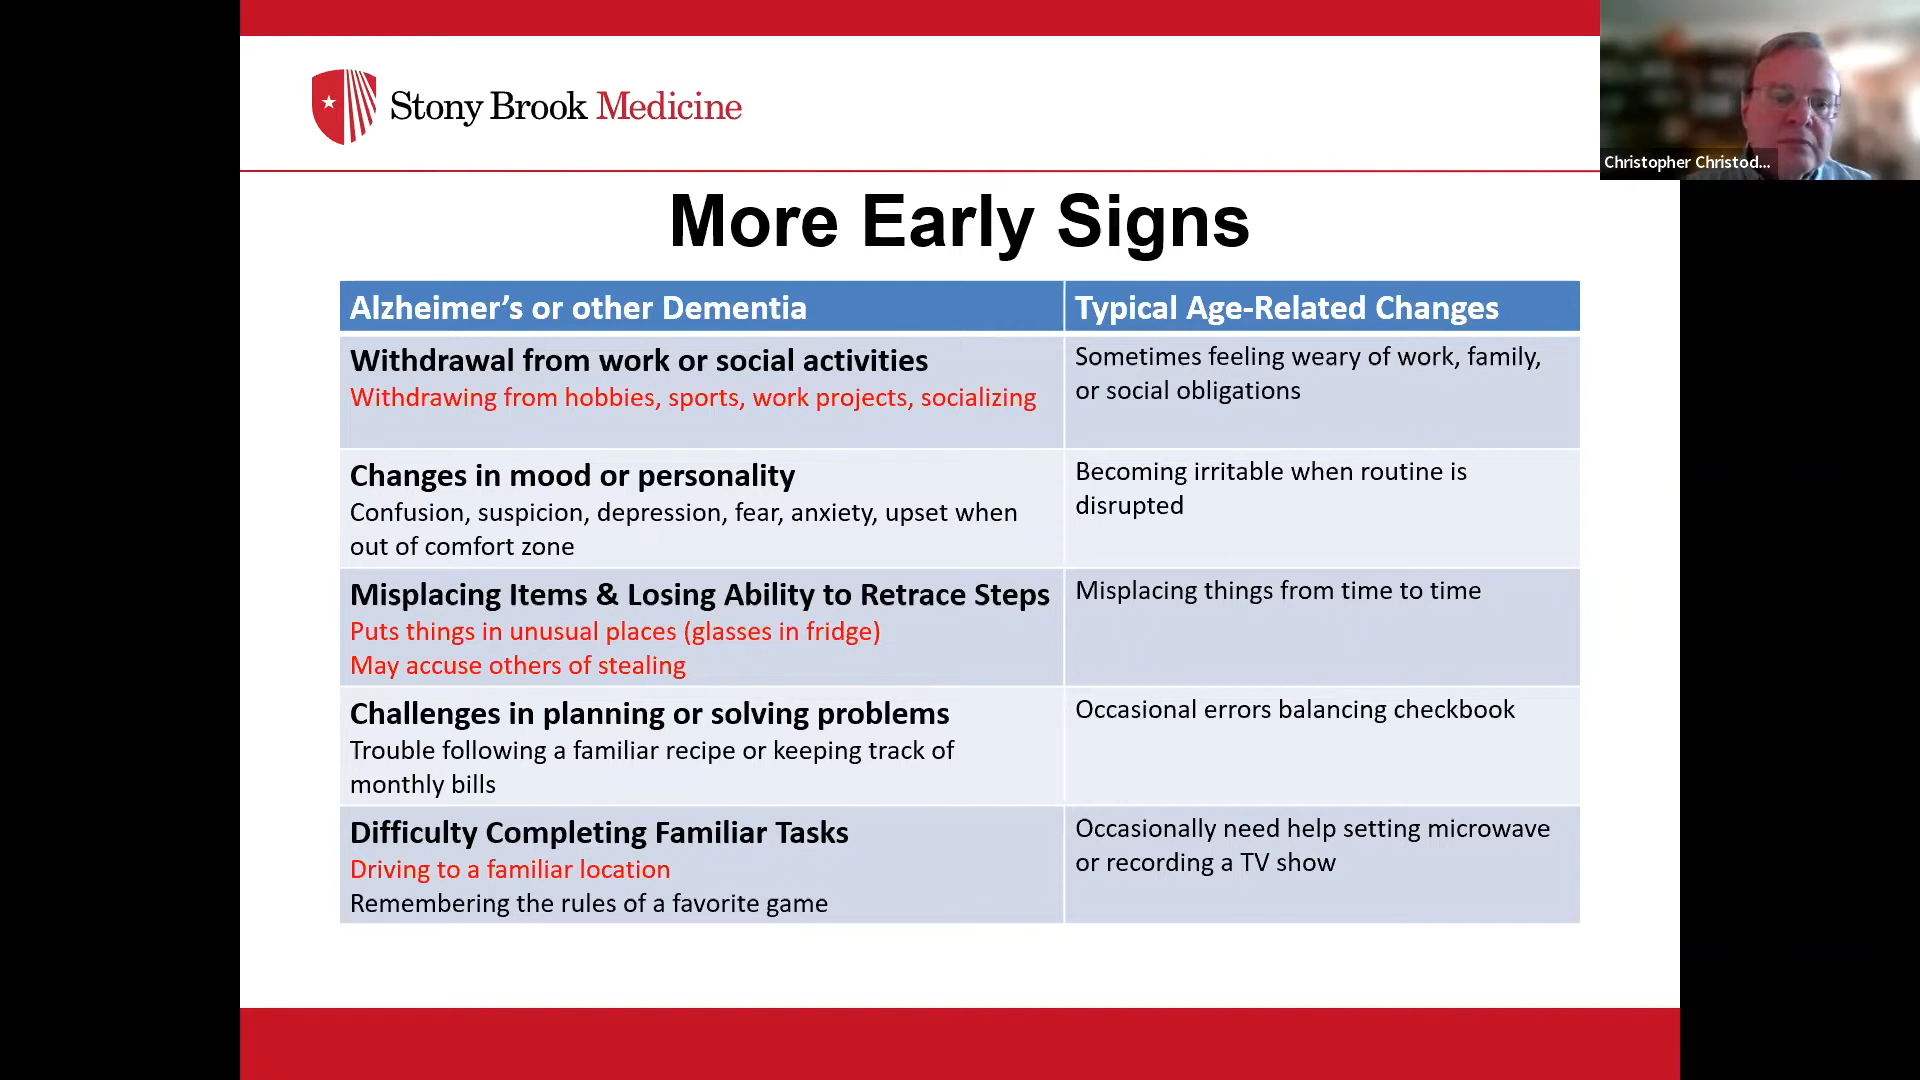 Stony Brook Medicine
Christopher Christod...
More Early Signs
Alzheimer's or other Dementia
Typical Age-Related Changes
Withdrawal from work or social activities
Withdrawing from hobbies, sports, work projects, socializing
Sometimes feeling weary of work, family,
or social obligations
Changes in mood or personality
Confusion, suspicion, depression, fear, anxiety, upset when
out of comfort zone
Becoming irritable when routine is
disrupted
Misplacing Items & Losing Ability to Retrace Steps
Puts things in unusual places (glasses in fridge)
May accuse others of stealing
Misplacing things from time to time
Challenges in planning or solving problems
Trouble following a familiar recipe or keeping track of
monthly bills
Occasional errors balancing checkbook
Difficulty Completing Familiar Tasks
Driving to a familiar location
Remembering the rules of a favorite game
Occasionally need help setting microwave
or recording a TV show